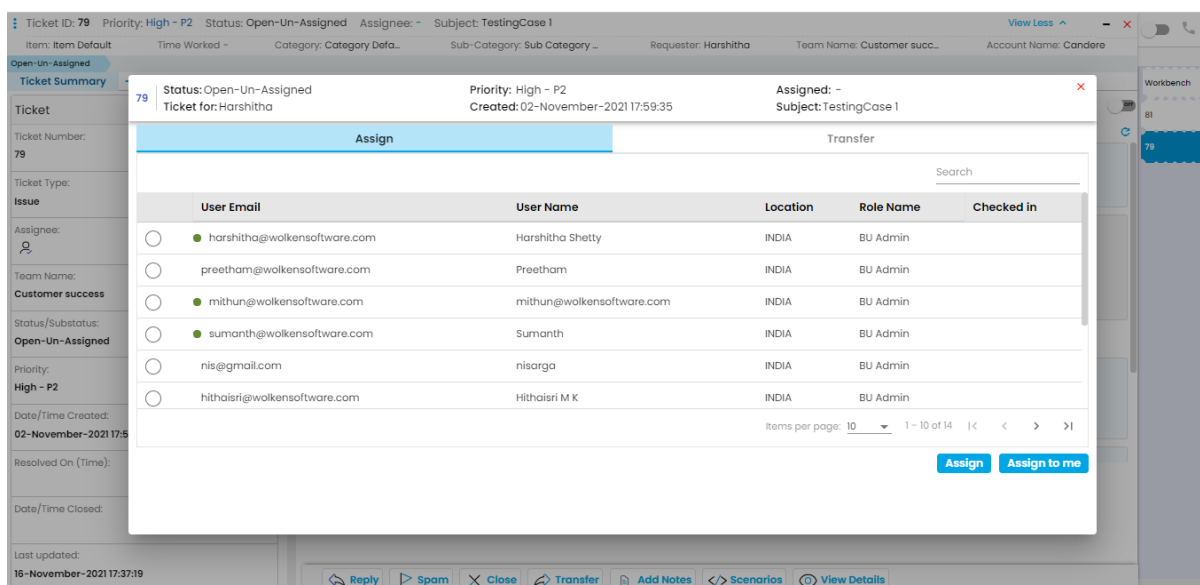 Ticket ID: 79 Priority: High - P2 Status: Open-Un-Assigned Assignee: - Subject: TestingCase 1 View Less
Item: Item Default Time Worked - Category: Category Defa... Sub-Category: Sub Category ... Requester: Harshitha Team Name: Customer succ... Account Name: Candere
Open-Un-Assigned
Ticket Summary
Workbench
81
79
Ticket
OFF
Ticket Number:
79
Ticket Type:
Issue
Assignee:
Team Name:
Customer success
Status/Substatus:
Open-Un-Assigned
Priority:
High - P2
Date/Time Created:
02-November-2021 17:5
Resolved On (Time):
Date/Time Closed:
Last updated:
16-November-2021 17:37:19
79 Status: Open-Un-Assigned Priority: High - P2 Assigned: -
Ticket for: Harshitha Created: 02-November-2021 17:59:35 Subject: TestingCase 1
Assign Transfer
Search
User Email User Name Location Role Name Checked in
harshitha@wolkensoftware.com Harshitha Shetty INDIA BU Admin
preetham@wolkensoftware.com Preetham INDIA BU Admin
mithun@wolkensoftware.com mithun@wolkensoftware.com INDIA BU Admin
sumanth@wolkensoftware.com Sumanth INDIA BU Admin
nis@gmail.com nisarga INDIA BU Admin
hithaisri@wolkensoftware.com Hithaisri M K INDIA BU Admin
Items per page: 10 1 – 10 of 14
Assign Assign to me
Reply Spam Close Transfer Add Notes Scenarios View Details